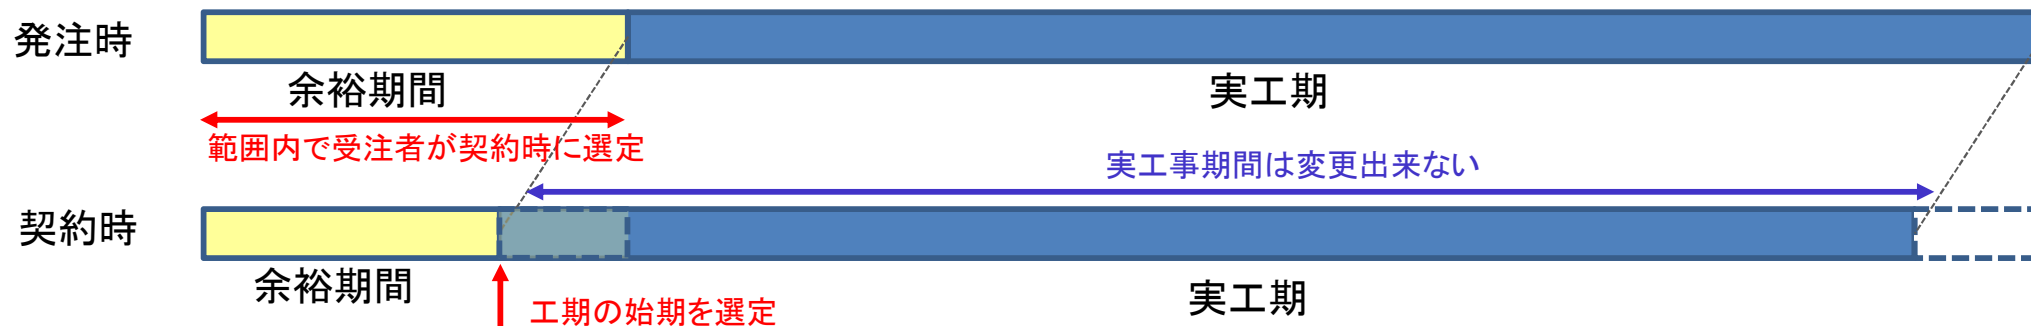 発注時
余裕期間
実工期
範囲内で受注者が契約時に選定
実工事期間は変更出来ない
契約時
余裕期間
実工期
工期の始期を選定